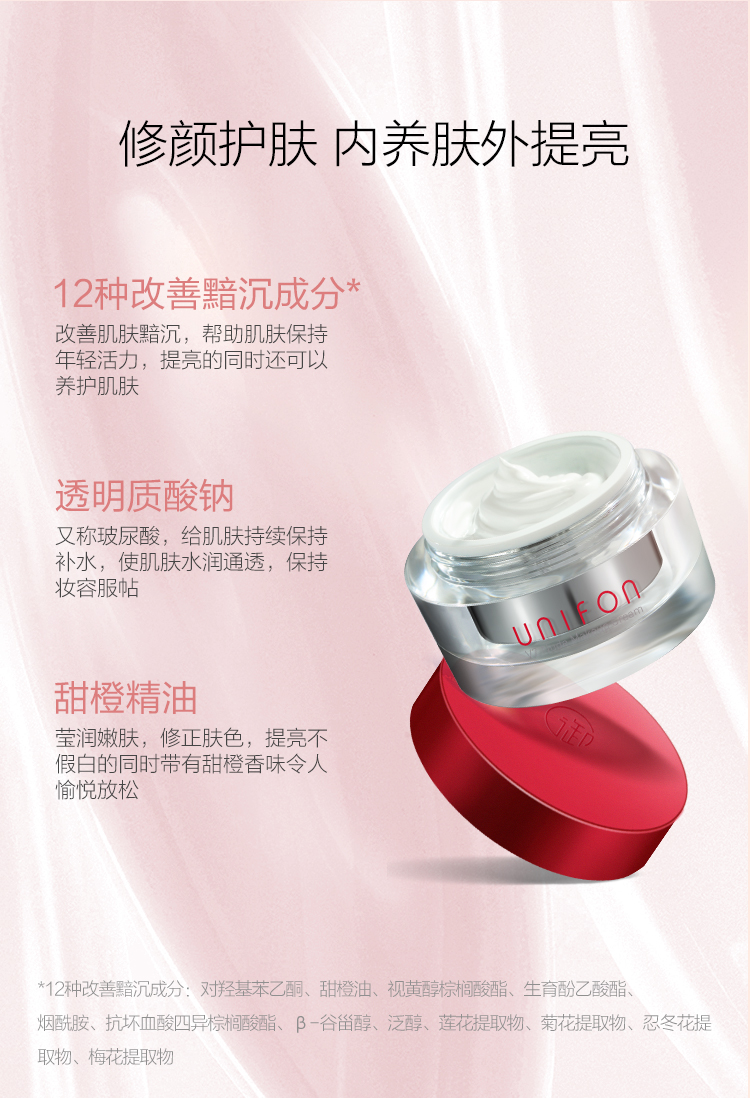 修颜护肤 内养肤外提亮
12种改善黯沉成分*
改善肌肤黯沉，帮助肌肤保持
年轻活力，提亮的同时还可以
养护肌肤
透明质酸钠
又称玻尿酸，给肌肤持续保持
补水，使肌肤水润通透，保持
妆容服帖
unifon
甜橙精油
莹润嫩肤，修正肤色，提亮不
假白的同时带有甜橙香味令人
愉悦放松
御
*12种改善黯沉成分：对羟基苯乙酮、甜橙油、视黄醇棕榈酸酯、生育酚乙酸酯、
烟酰胺、抗坏血酸四异棕榈酸酯、β-谷甾醇、泛醇、莲花提取物、菊花提取物、忍冬花提
取物、梅花提取物